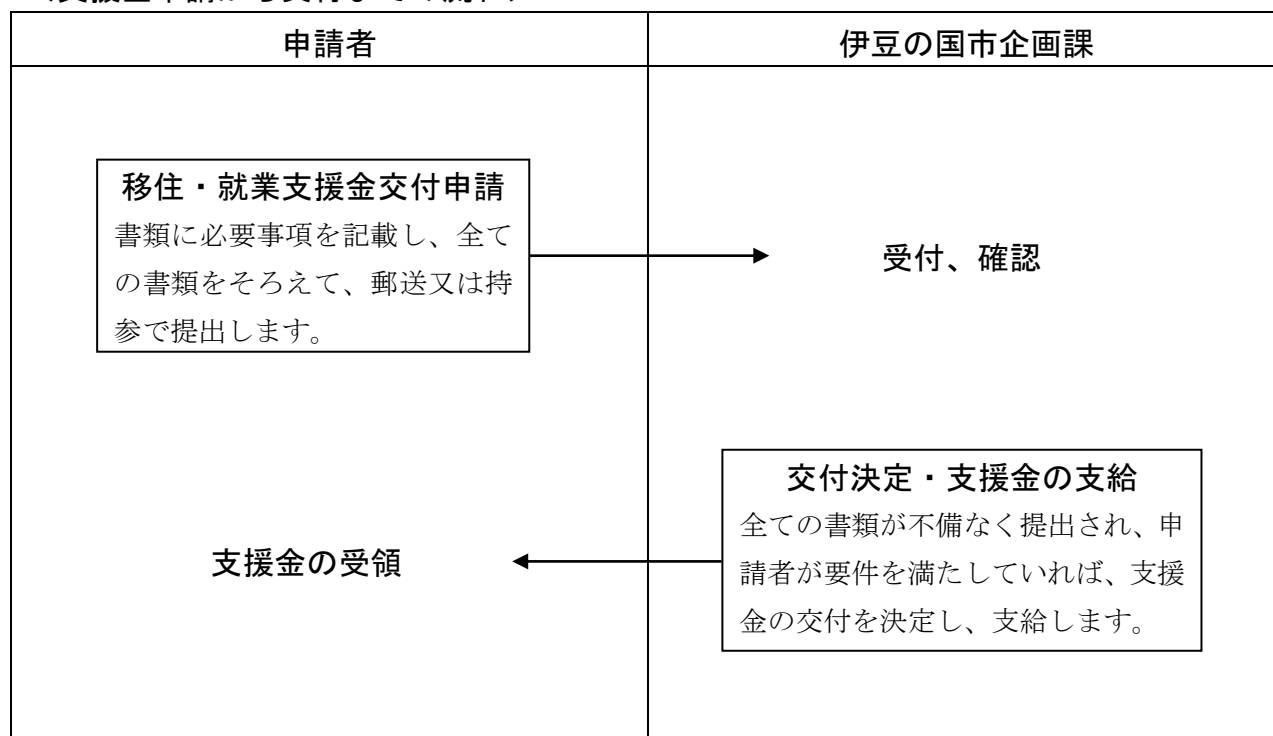 申請者
伊豆の国市企画課
移住・就業支援金交付申請
書類に必要事項を記載し、全て
の書類をそろえて、郵送又は持
参で提出します。
受付、確認
交付決定・支援金の支給
全ての書類が不備なく提出され、申
請者が要件を満たしていれば、支援
金の交付を決定し、支給します。
支援金の受領